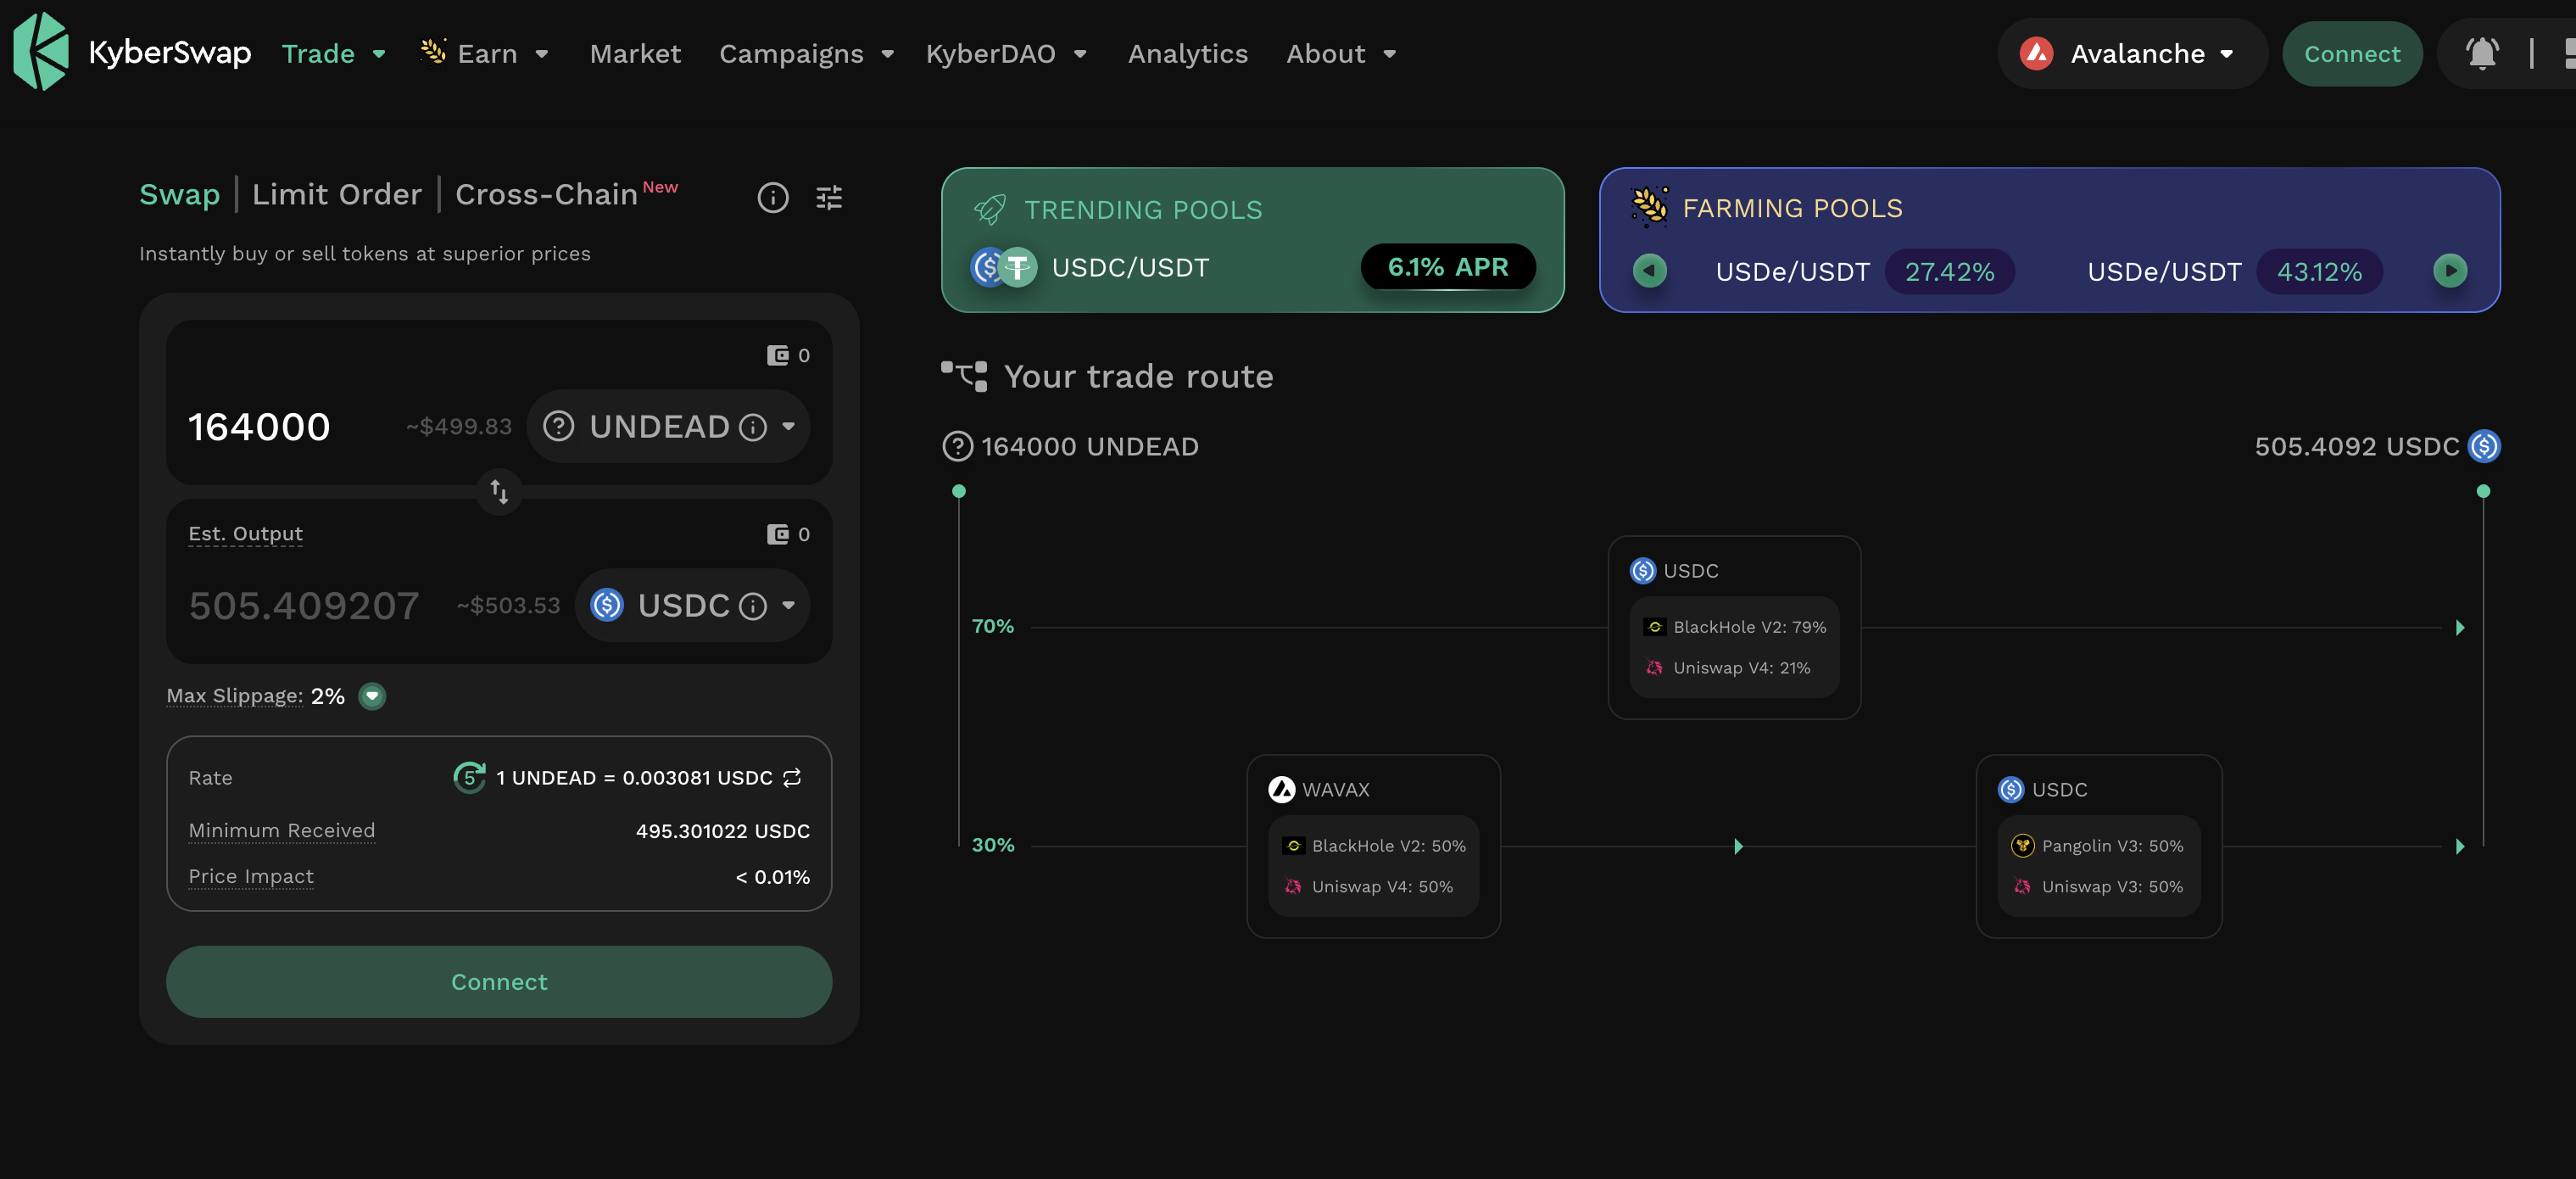 KyberSwap Trade Earn Market Campaigns KyberDAO Analytics About Avalanche Connect
Swap | Limit Order | Cross-Chain New
Instantly buy or sell tokens at superior prices
0
164000 ~$499.83 UNDEAD
Est. Output 0
505.409207 ~$503.53 USDC
Max Slippage: 2%
Rate 5 1 UNDEAD = 0.003081 USDC
Minimum Received 495.301022 USDC
Price Impact < 0.01%
Connect
TRENDING POOLS
USDC/USDT 6.1% APR
FARMING POOLS
USDe/USDT 27.42% USDe/USDT 43.12%
Your trade route
164000 UNDEAD 505.4092 USDC
USDC
70% BlackHole V2: 79%
Uniswap V4: 21%
WAVAX USDC
30% BlackHole V2: 50% Pangolin V3: 50%
Uniswap V4: 50% Uniswap V3: 50%